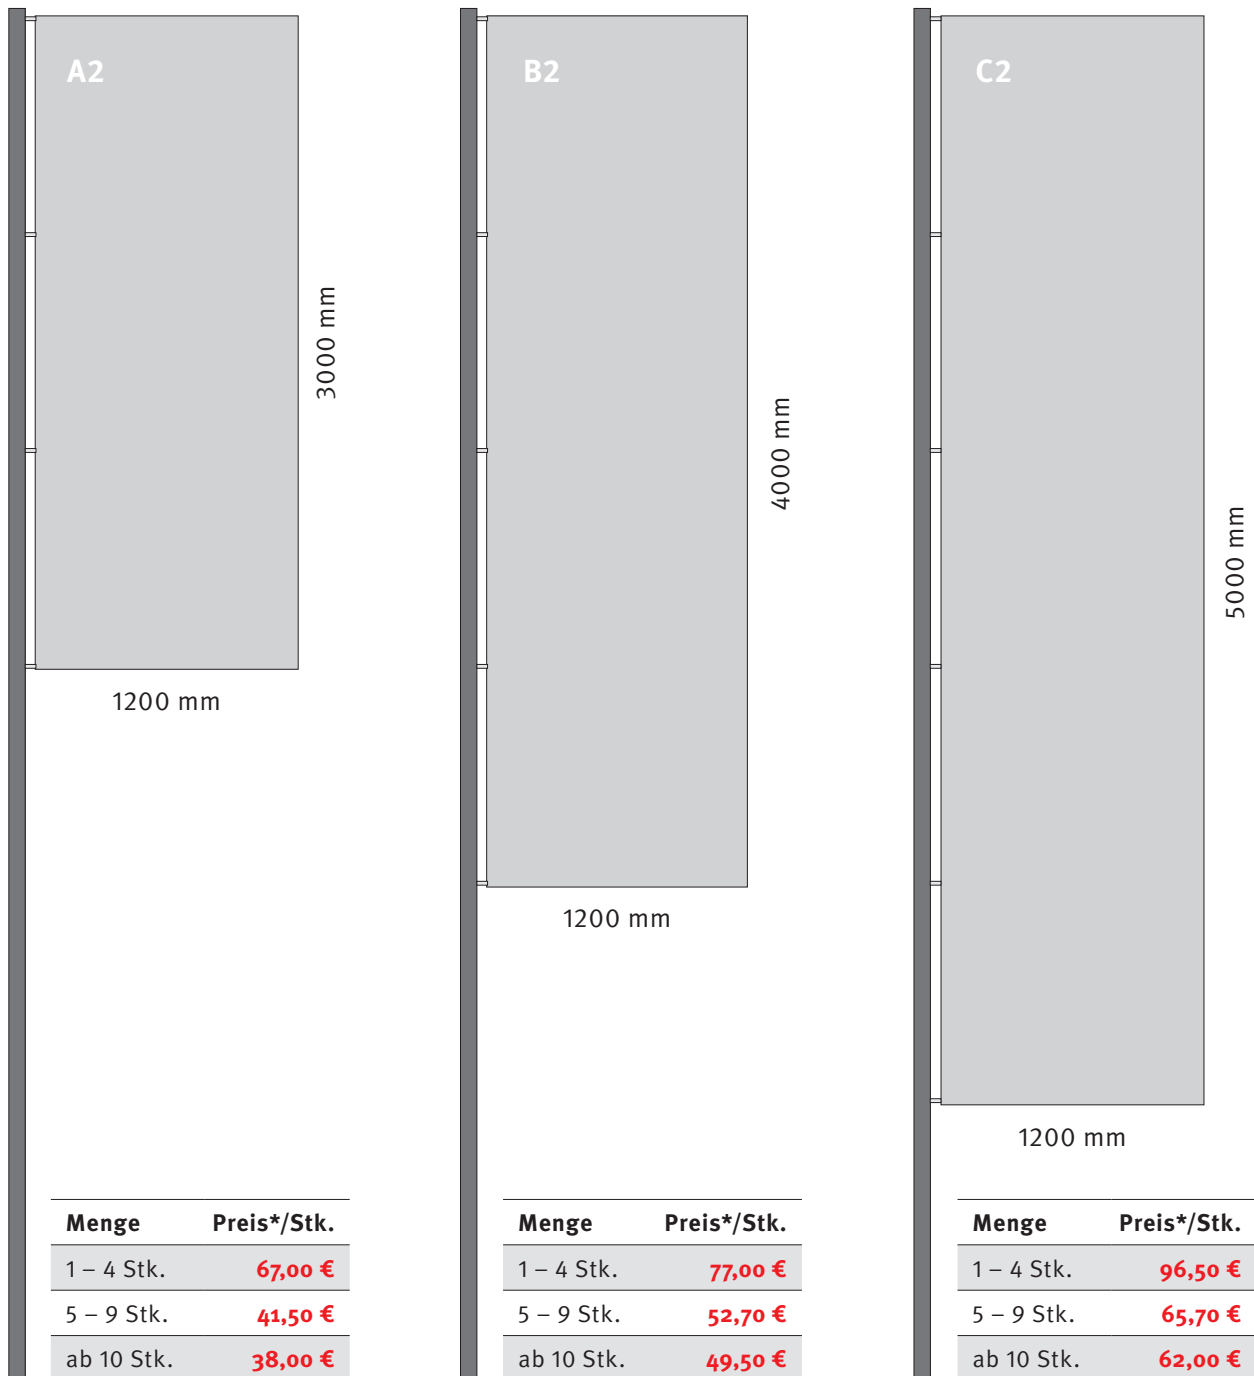 A2
3000 mm
1200 mm
Menge Preis*/Stk.
1 – 4 Stk. 67,00 €
5 – 9 Stk. 41,50 €
ab 10 Stk. 38,00 €
B2
4000 mm
1200 mm
Menge Preis*/Stk.
1 – 4 Stk. 77,00 €
5 – 9 Stk. 52,70 €
ab 10 Stk. 49,50 €
C2
5000 mm
1200 mm
Menge Preis*/Stk.
1 – 4 Stk. 96,50 €
5 – 9 Stk. 65,70 €
ab 10 Stk. 62,00 €